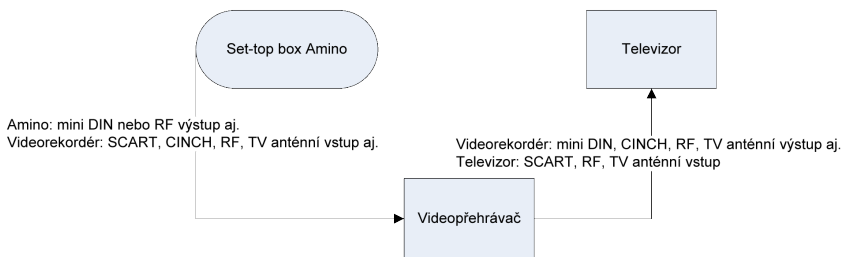 Set-top box Amino
Televizor
Amino: mini DIN nebo RF výstup aj.
Videorekordér: SCART, CINCH, RF, TV anténní vstup aj.
Videorekordér: mini DIN, CINCH, RF, TV anténní výstup aj.
Televizor: SCART, RF, TV anténní vstup
Videopřehrávač